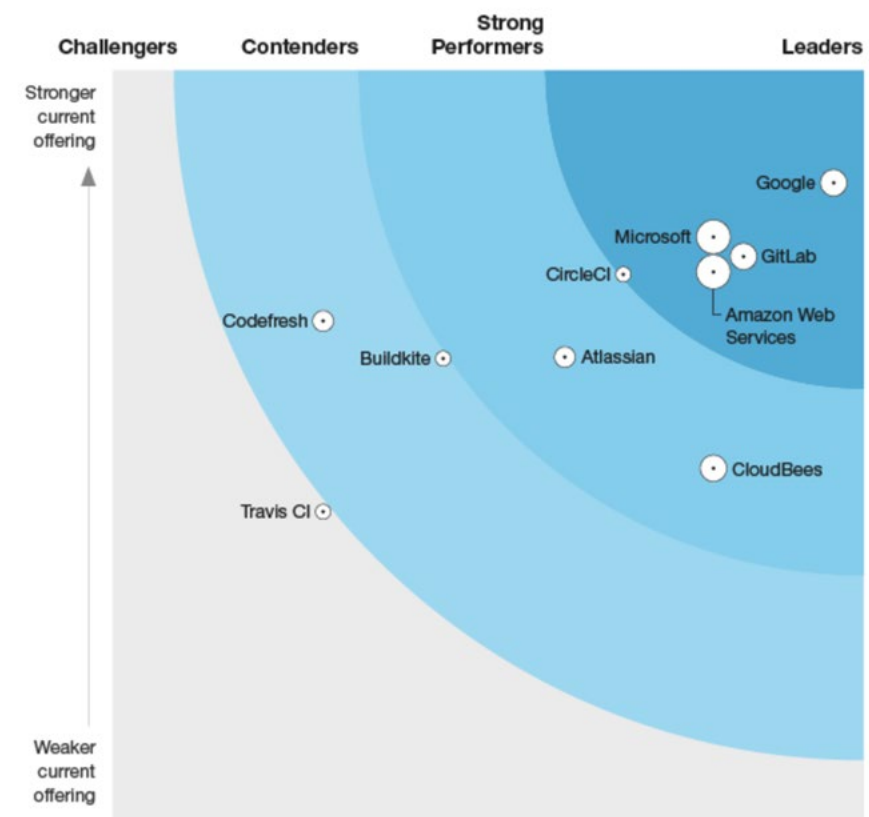 Challengers
Contenders
Strong
Performers
Leaders
Stronger
current
offering
Google
Microsoft
GitLab
CircleCI
Amazon Web
Services
Codefresh
Buildkite
Atlassian
CloudBees
Travis CI
Weaker
current
offering